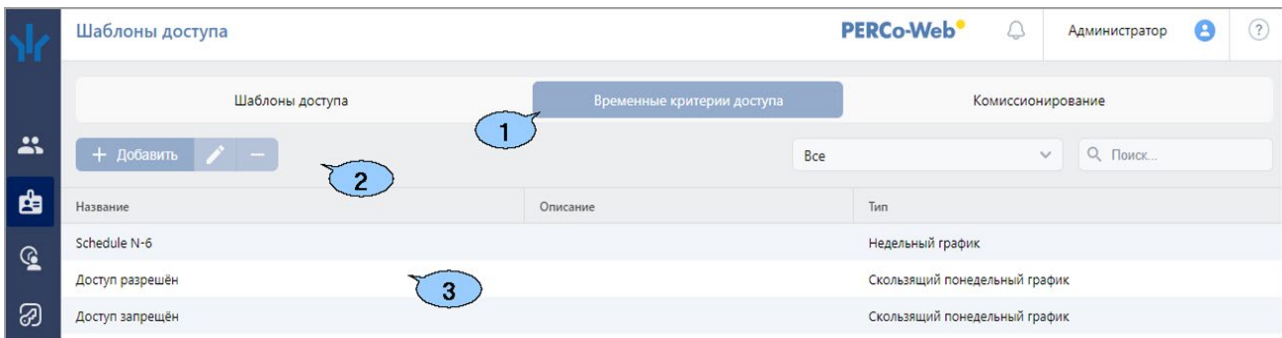 Шаблоны доступа PERCo-Web Администратор ?
Шаблоны доступа Временные критерии доступа Комиссионирование
1
+ Добавить − Все Поиск...
2
Название Описание Тип
Schedule N-6 Недельный график
Доступ разрешён Скользящий понедельный график
3
Доступ запрещён Скользящий понедельный график